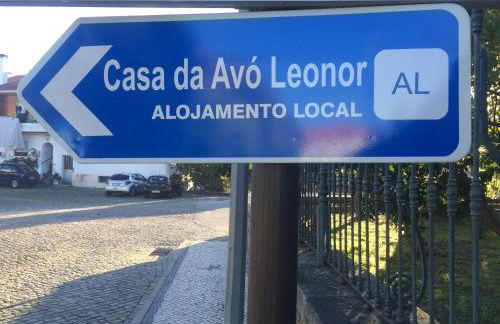 Casa da Avó Leonor
ALOJAMENTO LOCAL
AL